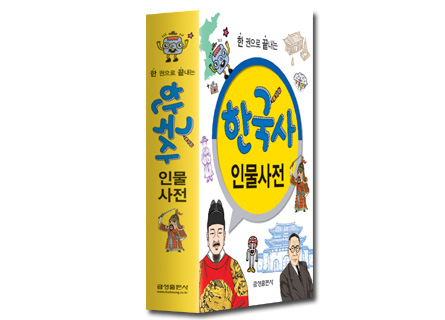 한 권으로 끝내는
한국사
인물
사전
금성출판사
한 권으로 끝내는
한국사
인물사전
금성출판사